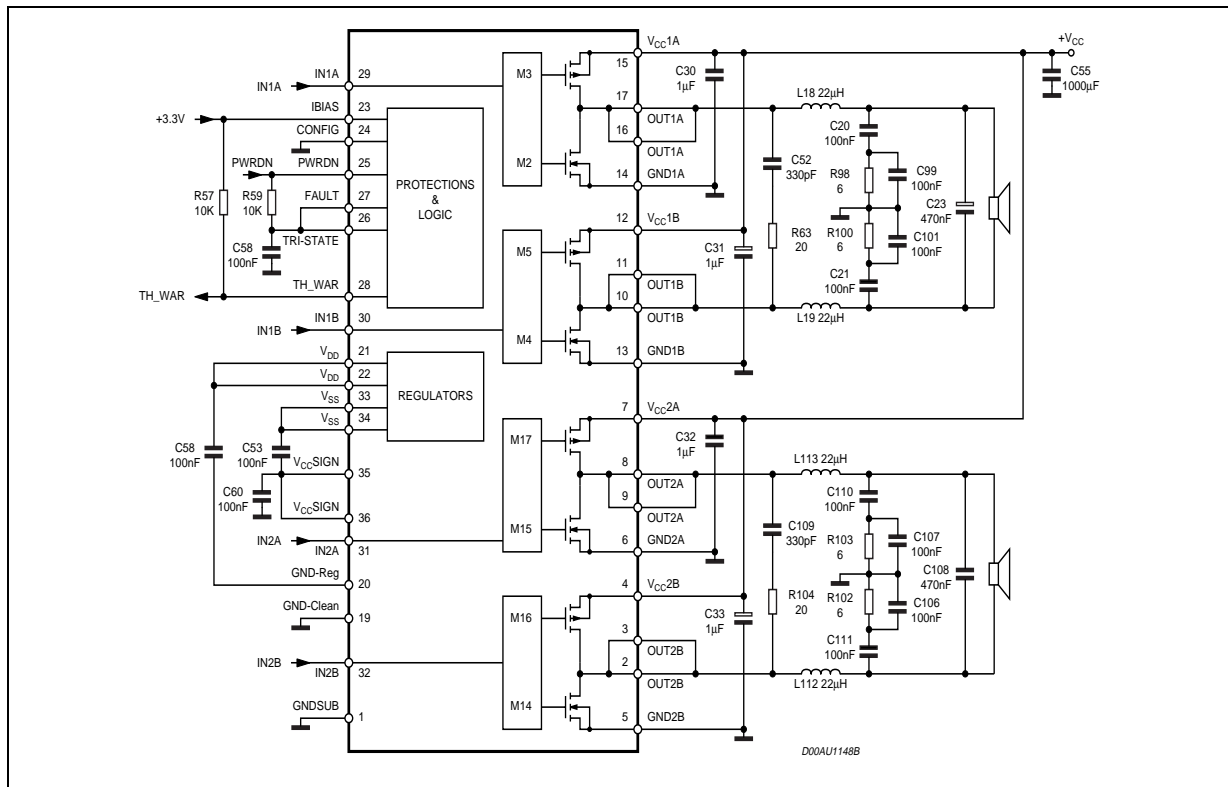 VCC1A
+VCC
IN1A
29
M3
15
C30
1µF
C55
1000µF
IN1A
IBIAS
23
17
L18 22µH
+3.3V
CONFIG
24
OUT1A
16
C20
100nF
OUT1A
PWRDN
PWRDN
25
M2
C52
330pF
C99
100nF
R57
10K
R59
10K
FAULT
27
PROTECTIONS
&
LOGIC
14
GND1A
R98
6
C23
470nF
26
12
VCC1B
C58
100nF
TRI-STATE
M5
C31
1µF
R63
20
R100
6
C101
100nF
11
OUT1B
C21
100nF
TH_WAR
TH_WAR
28
10
OUT1B
L19 22µH
IN1B
30
IN1B
M4
13
GND1B
VDD
21
VDD
22
REGULATORS
VSS
33
VSS
34
7
VCC2A
C58
100nF
C53
100nF
M17
C32
1µF
VCCSIGN
35
8
L113 22µH
OUT2A
C60
100nF
9
C110
100nF
VCCSIGN
36
M15
OUT2A
C109
330pF
R103
6
C107
100nF
IN2A
IN2A
31
6
GND2A
C108
470nF
GND-Reg
20
4
VCC2B
R104
20
R102
6
C106
100nF
GND-Clean
19
M16
C33
1µF
3
OUT2B
C111
100nF
IN2B
IN2B
32
2
OUT2B
L112 22µH
M14
GNDSUB
1
5
GND2B
D00AU1148B